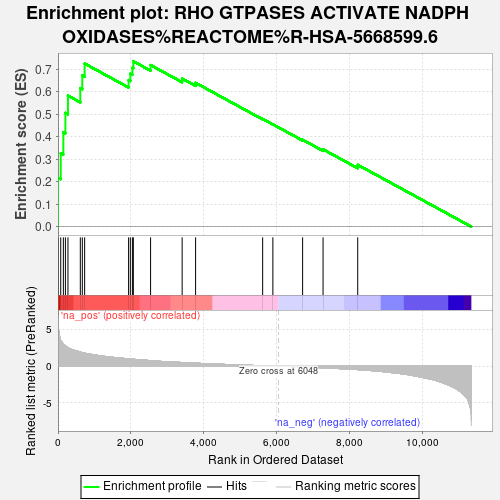 Enrichment plot: RHO GTPASES ACTIVATE NADPH
OXIDASES%REACTOME%R-HSA-5668599.6
Enrichment score (ES)
0.7
0.6
0.5
0.4
0.3
0.2
0.1
0.0
'na_pos' (positively correlated)
Ranked list metric (PreRanked)
5
0
-5
Zero cross at 6048
'na_neg' (negatively correlated)
0
2,000
4,000
6,000
8,000
10,000
Rank in Ordered Dataset
Enrichment profile
Hits
Ranking metric scores